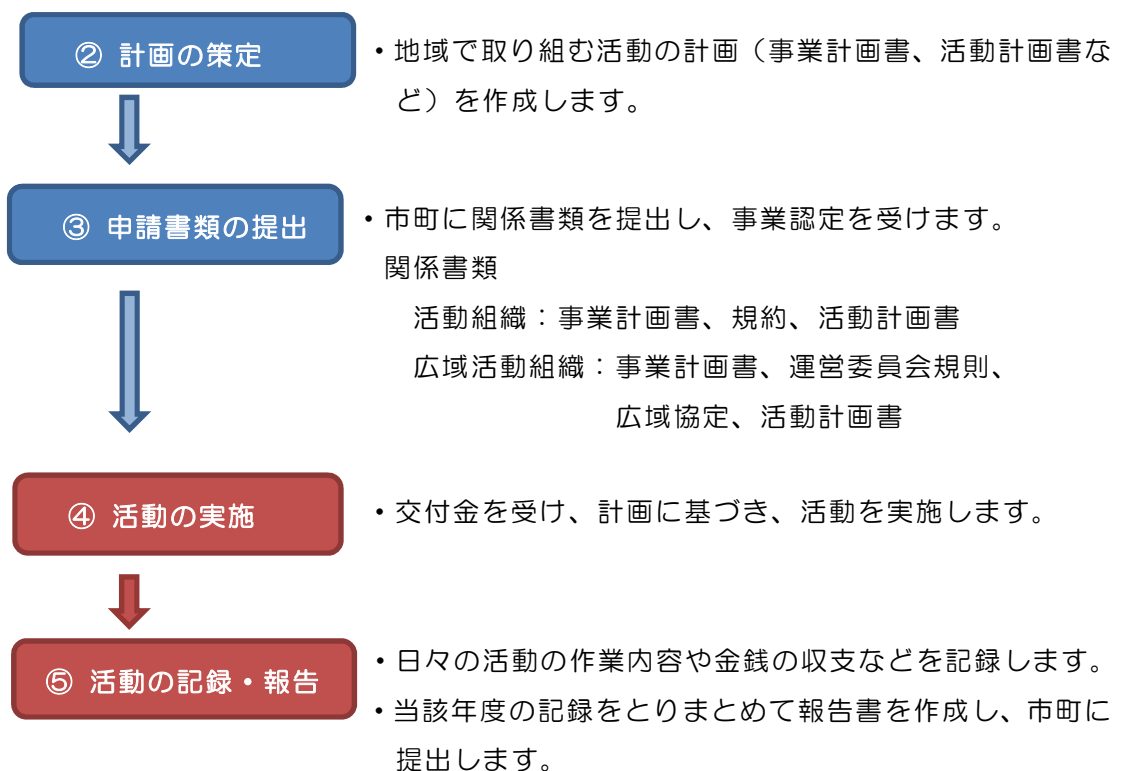 ② 計画の策定
・地域で取り組む活動の計画（事業計画書、活動計画書な
ど）を作成します。
③ 申請書類の提出
・市町に関係書類を提出し、事業認定を受けます。
関係書類
活動組織：事業計画書、規約、活動計画書
広域活動組織：事業計画書、運営委員会規則、
広域協定、活動計画書
④ 活動の実施
・交付金を受け、計画に基づき、活動を実施します。
⑤ 活動の記録・報告
・日々の活動の作業内容や金銭の収支などを記録します。
・当該年度の記録をとりまとめて報告書を作成し、市町に
提出します。